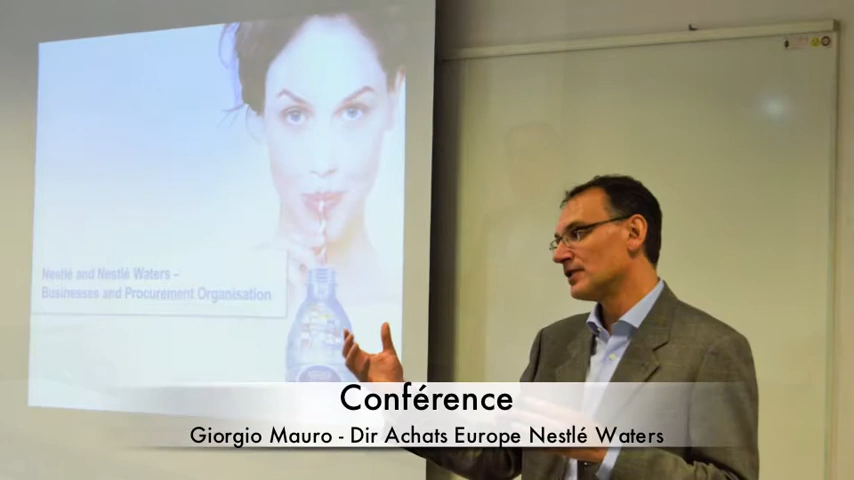 Nestlé and Nestlé Waters –
Businesses and Procurement Organisation
Conférence
Giorgio Mauro - Dir Achats Europe Nestlé Waters